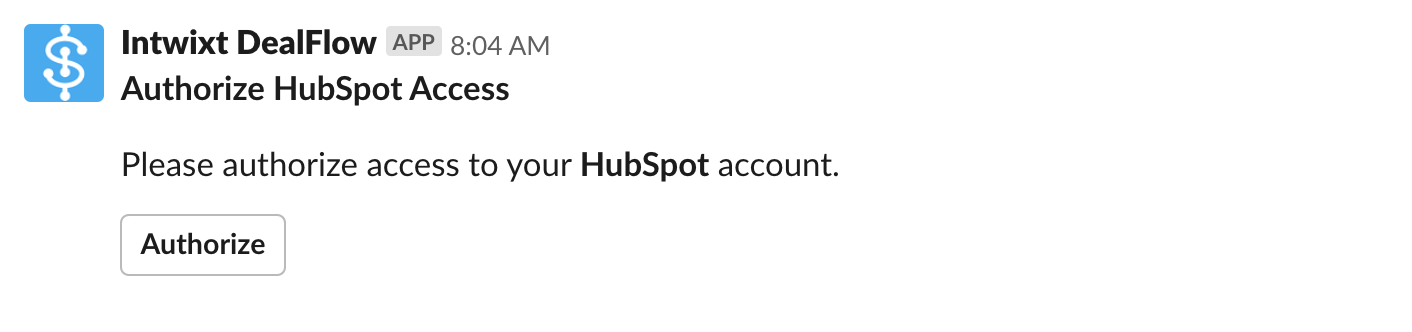 Intwixt DealFlow APP 8:04 AM
Authorize HubSpot Access
Please authorize access to your HubSpot account.
Authorize